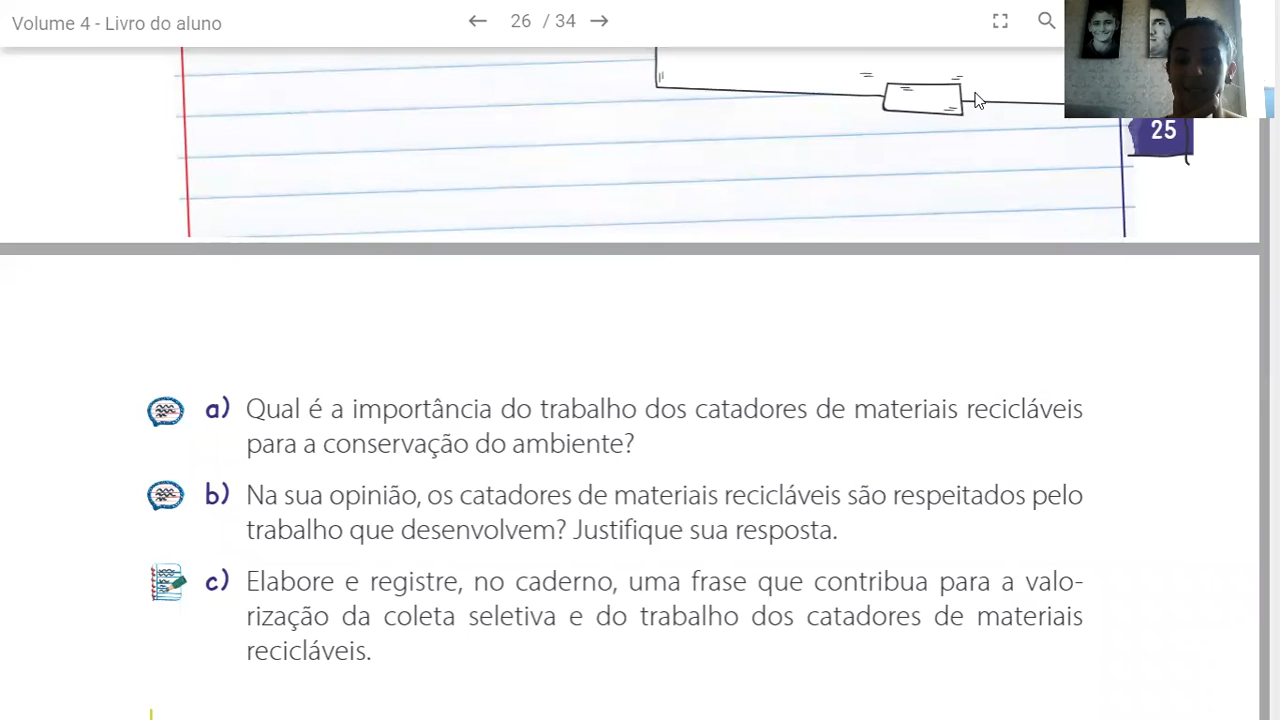 Volume 4 - Livro do aluno
26 / 34
25
a) Qual é a importância do trabalho dos catadores de materiais recicláveis
para a conservação do ambiente?
b) Na sua opinião, os catadores de materiais recicláveis são respeitados pelo
trabalho que desenvolvem? Justifique sua resposta.
c) Elabore e registre, no caderno, uma frase que contribua para a valo-
rização da coleta seletiva e do trabalho dos catadores de materiais
recicláveis.